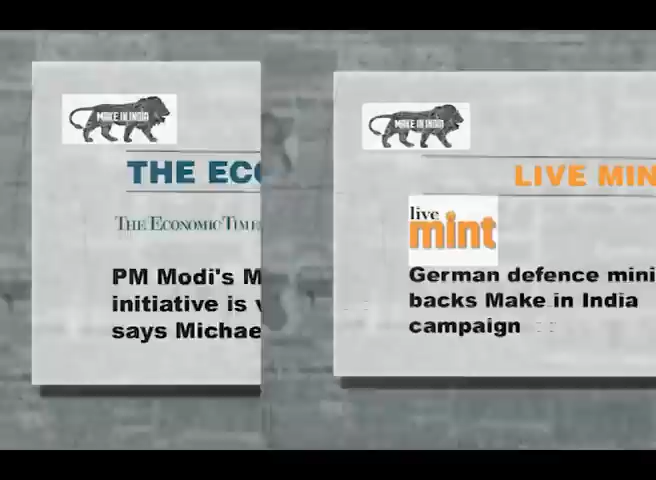 MAKE IN INDIA
THE ECO
THE ECONOMIC TIMES
PM Modi's M
initiative is
says Michae
MAKE IN INDIA
LIVE MIN
live
mint
German defence mini
backs Make in India
campaign